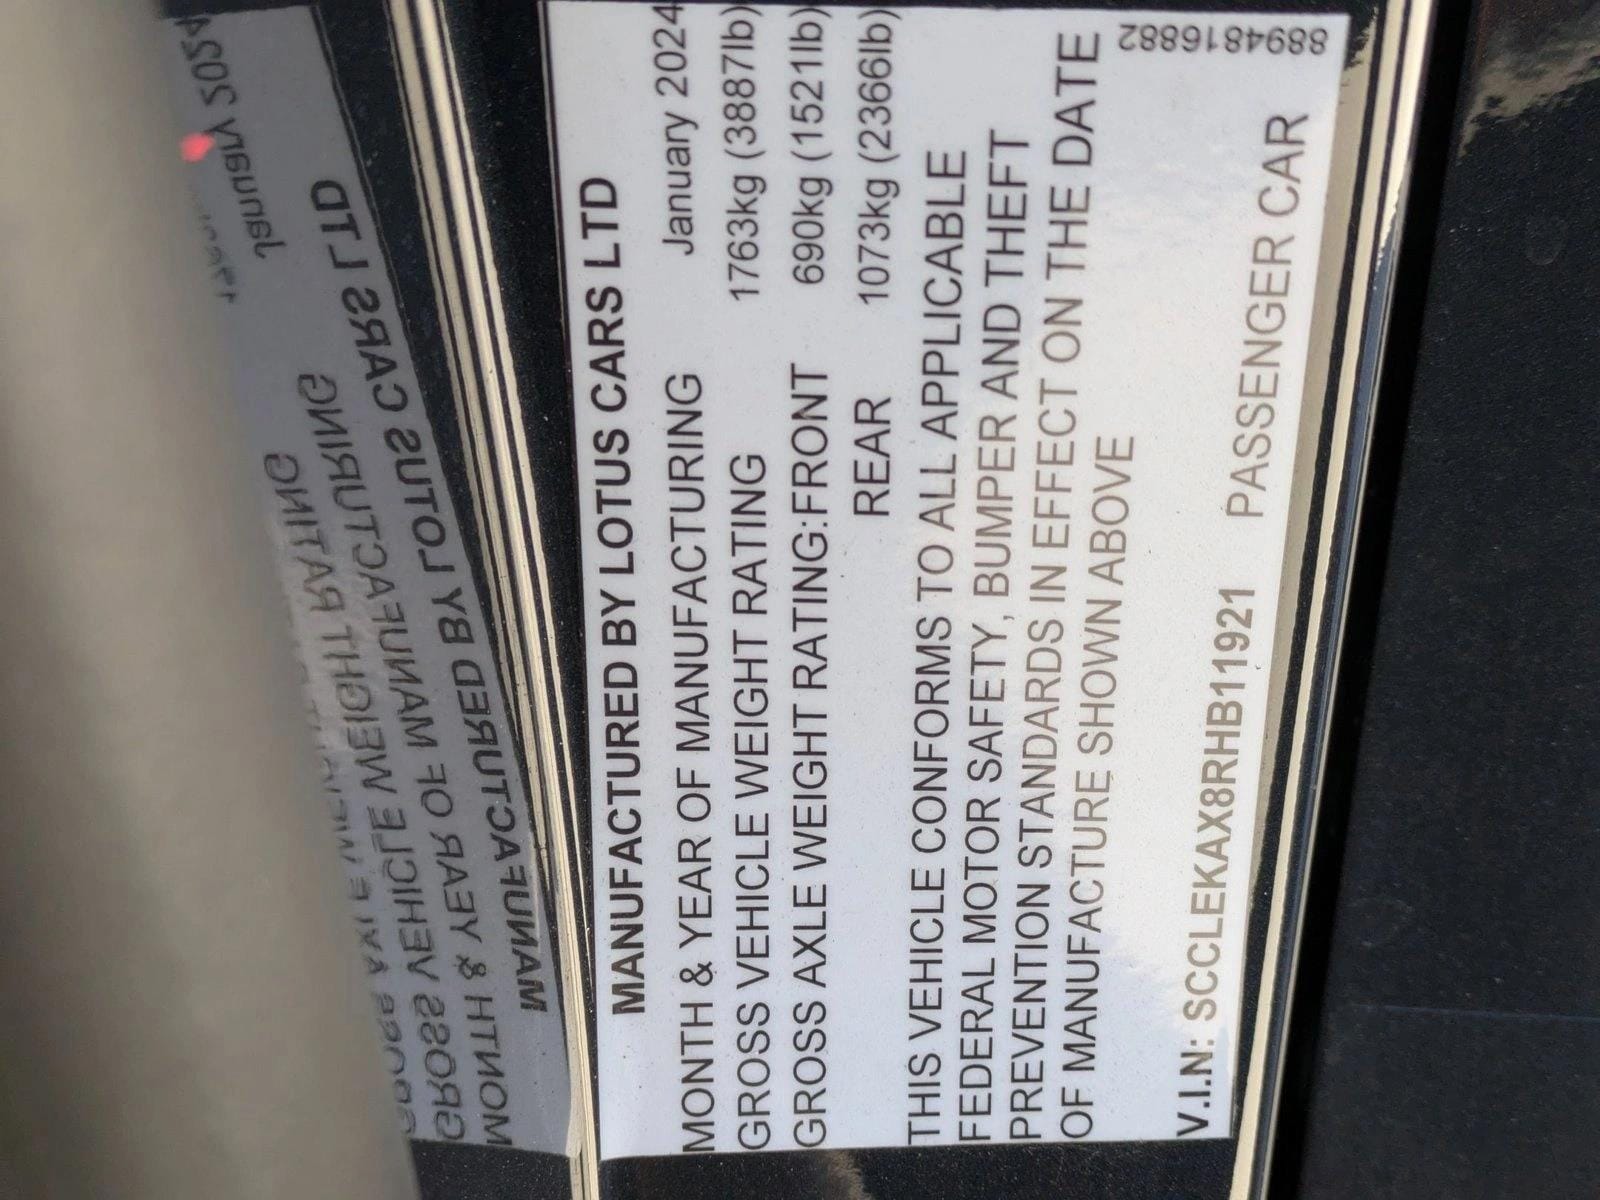 MANUFACTURED BY LOTUS CARS LTD
MONTH & YEAR OF MANUFACTURING January 2024
GROSS VEHICLE WEIGHT RATING 1763kg (3887lb)
GROSS AXLE WEIGHT RATING:FRONT 690kg (1521lb)
REAR 1073kg (2366lb)
THIS VEHICLE CONFORMS TO ALL APPLICABLE
FEDERAL MOTOR SAFETY, BUMPER AND THEFT
PREVENTION STANDARDS IN EFFECT ON THE DATE
OF MANUFACTURE SHOWN ABOVE
V.I.N: SCCLEKAX8RHB11921 PASSENGER CAR
8894816882